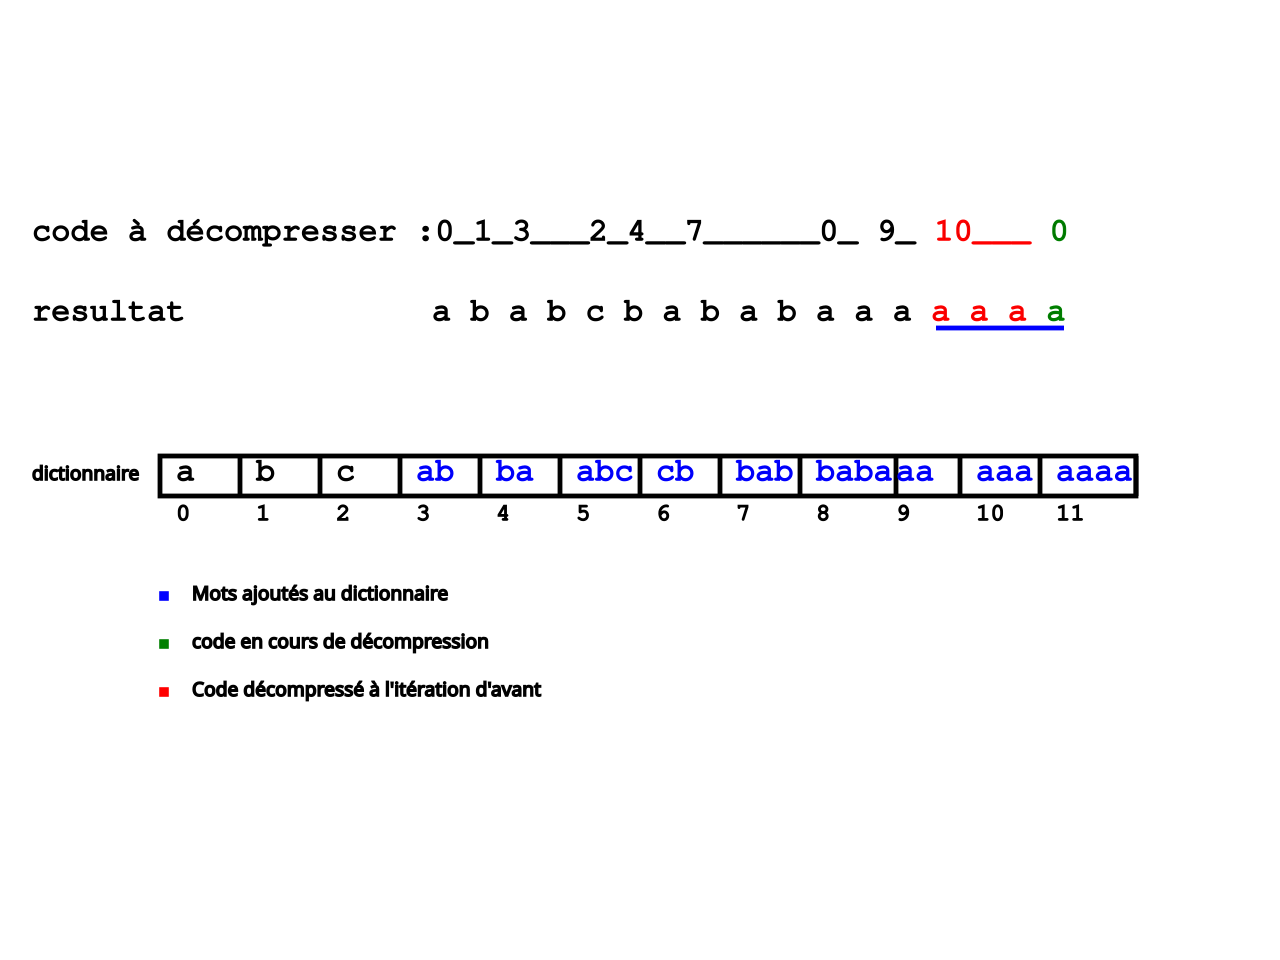 code à décompresser :0_1_3___2_4__7______0_ 9_ 10___ 0
resultat a b a b c b a b a b a a a a a a a
dictionnaire a b c ab ba abc cb bab baba aa aaa aaaa
0 1 2 3 4 5 6 7 8 9 10 11
Mots ajoutés au dictionnaire
code en cours de décompression
Code décompressé à l'itération d'avant